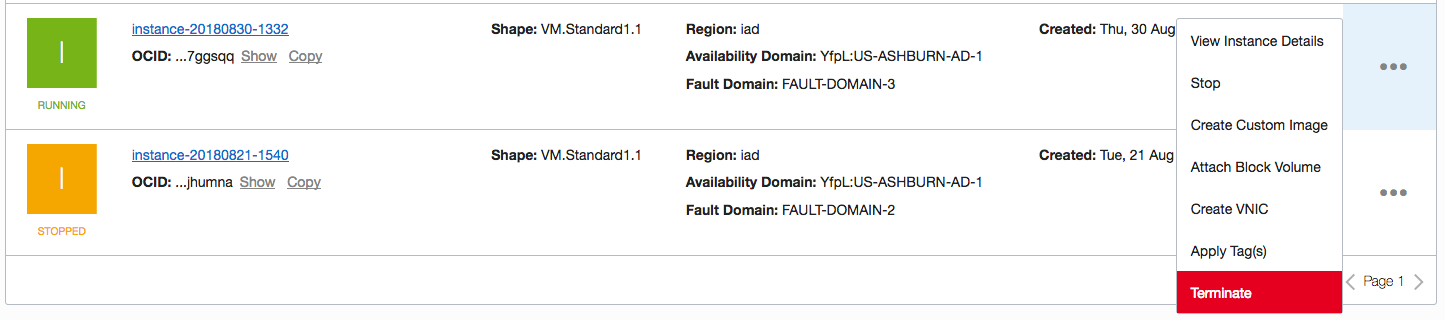 I
RUNNING
instance-20180830-1332
OCID: ...7ggsqq Show Copy
Shape: VM.Standard1.1
Region: iad
Availability Domain: YfpL:US-ASHBURN-AD-1
Fault Domain: FAULT-DOMAIN-3
Created: Thu, 30 Aug
I
STOPPED
instance-20180821-1540
OCID: ...jhumna Show Copy
Shape: VM.Standard1.1
Region: iad
Availability Domain: YfpL:US-ASHBURN-AD-1
Fault Domain: FAULT-DOMAIN-2
Created: Tue, 21 Aug
View Instance Details
Stop
Create Custom Image
Attach Block Volume
Create VNIC
Apply Tag(s)
Terminate
Page 1